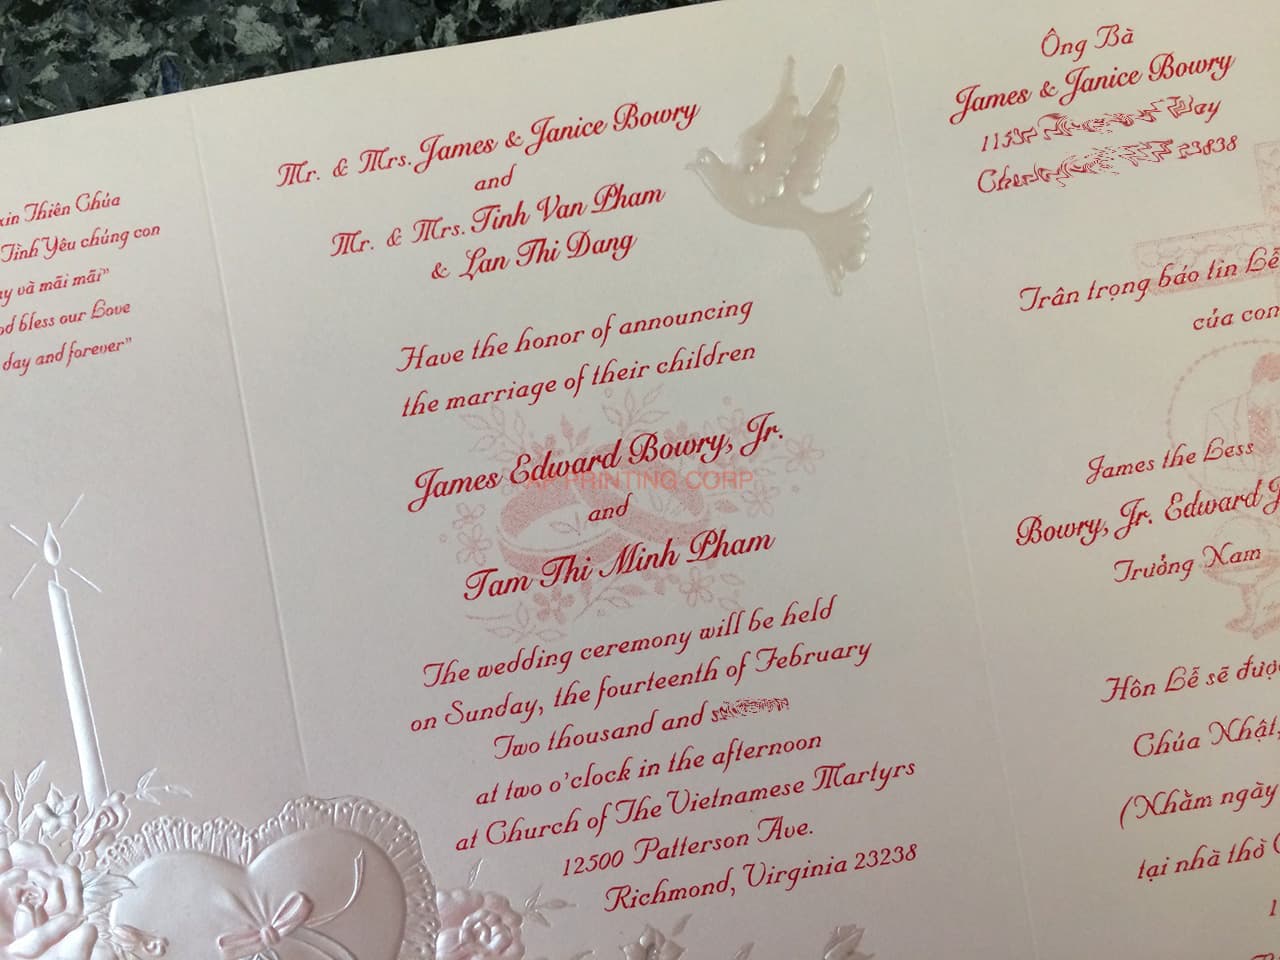 xin Thiên Chúa
Tình Yêu chúng con
và mãi mãi"
bless our Love
day and forever"
Mr. & Mrs. James & Janice Bowry
and
Mr. & Mrs. Tinh Van Pham
& Lan Thi Dang
Have the honor of announcing
the marriage of their children
James Edward Bowry, Jr.
AP PRINTING CORP
and
Tam Thi Minh Pham
The wedding ceremony will be held
on Sunday, the fourteenth of February
Two thousand and
at two o'clock in the afternoon
at Church of The Vietnamese Martyrs
12500 Patterson Ave.
Richmond, Virginia 23238
Ông Bà
James & Janice Bowry
Trân trọng báo tin Lễ
của con
James the Less
Bowry, Jr. Edward
Trưởng Nam
Hôn Lễ sẽ được
Chúa Nhật,
(Nhằm ngày
tại nhà thờ